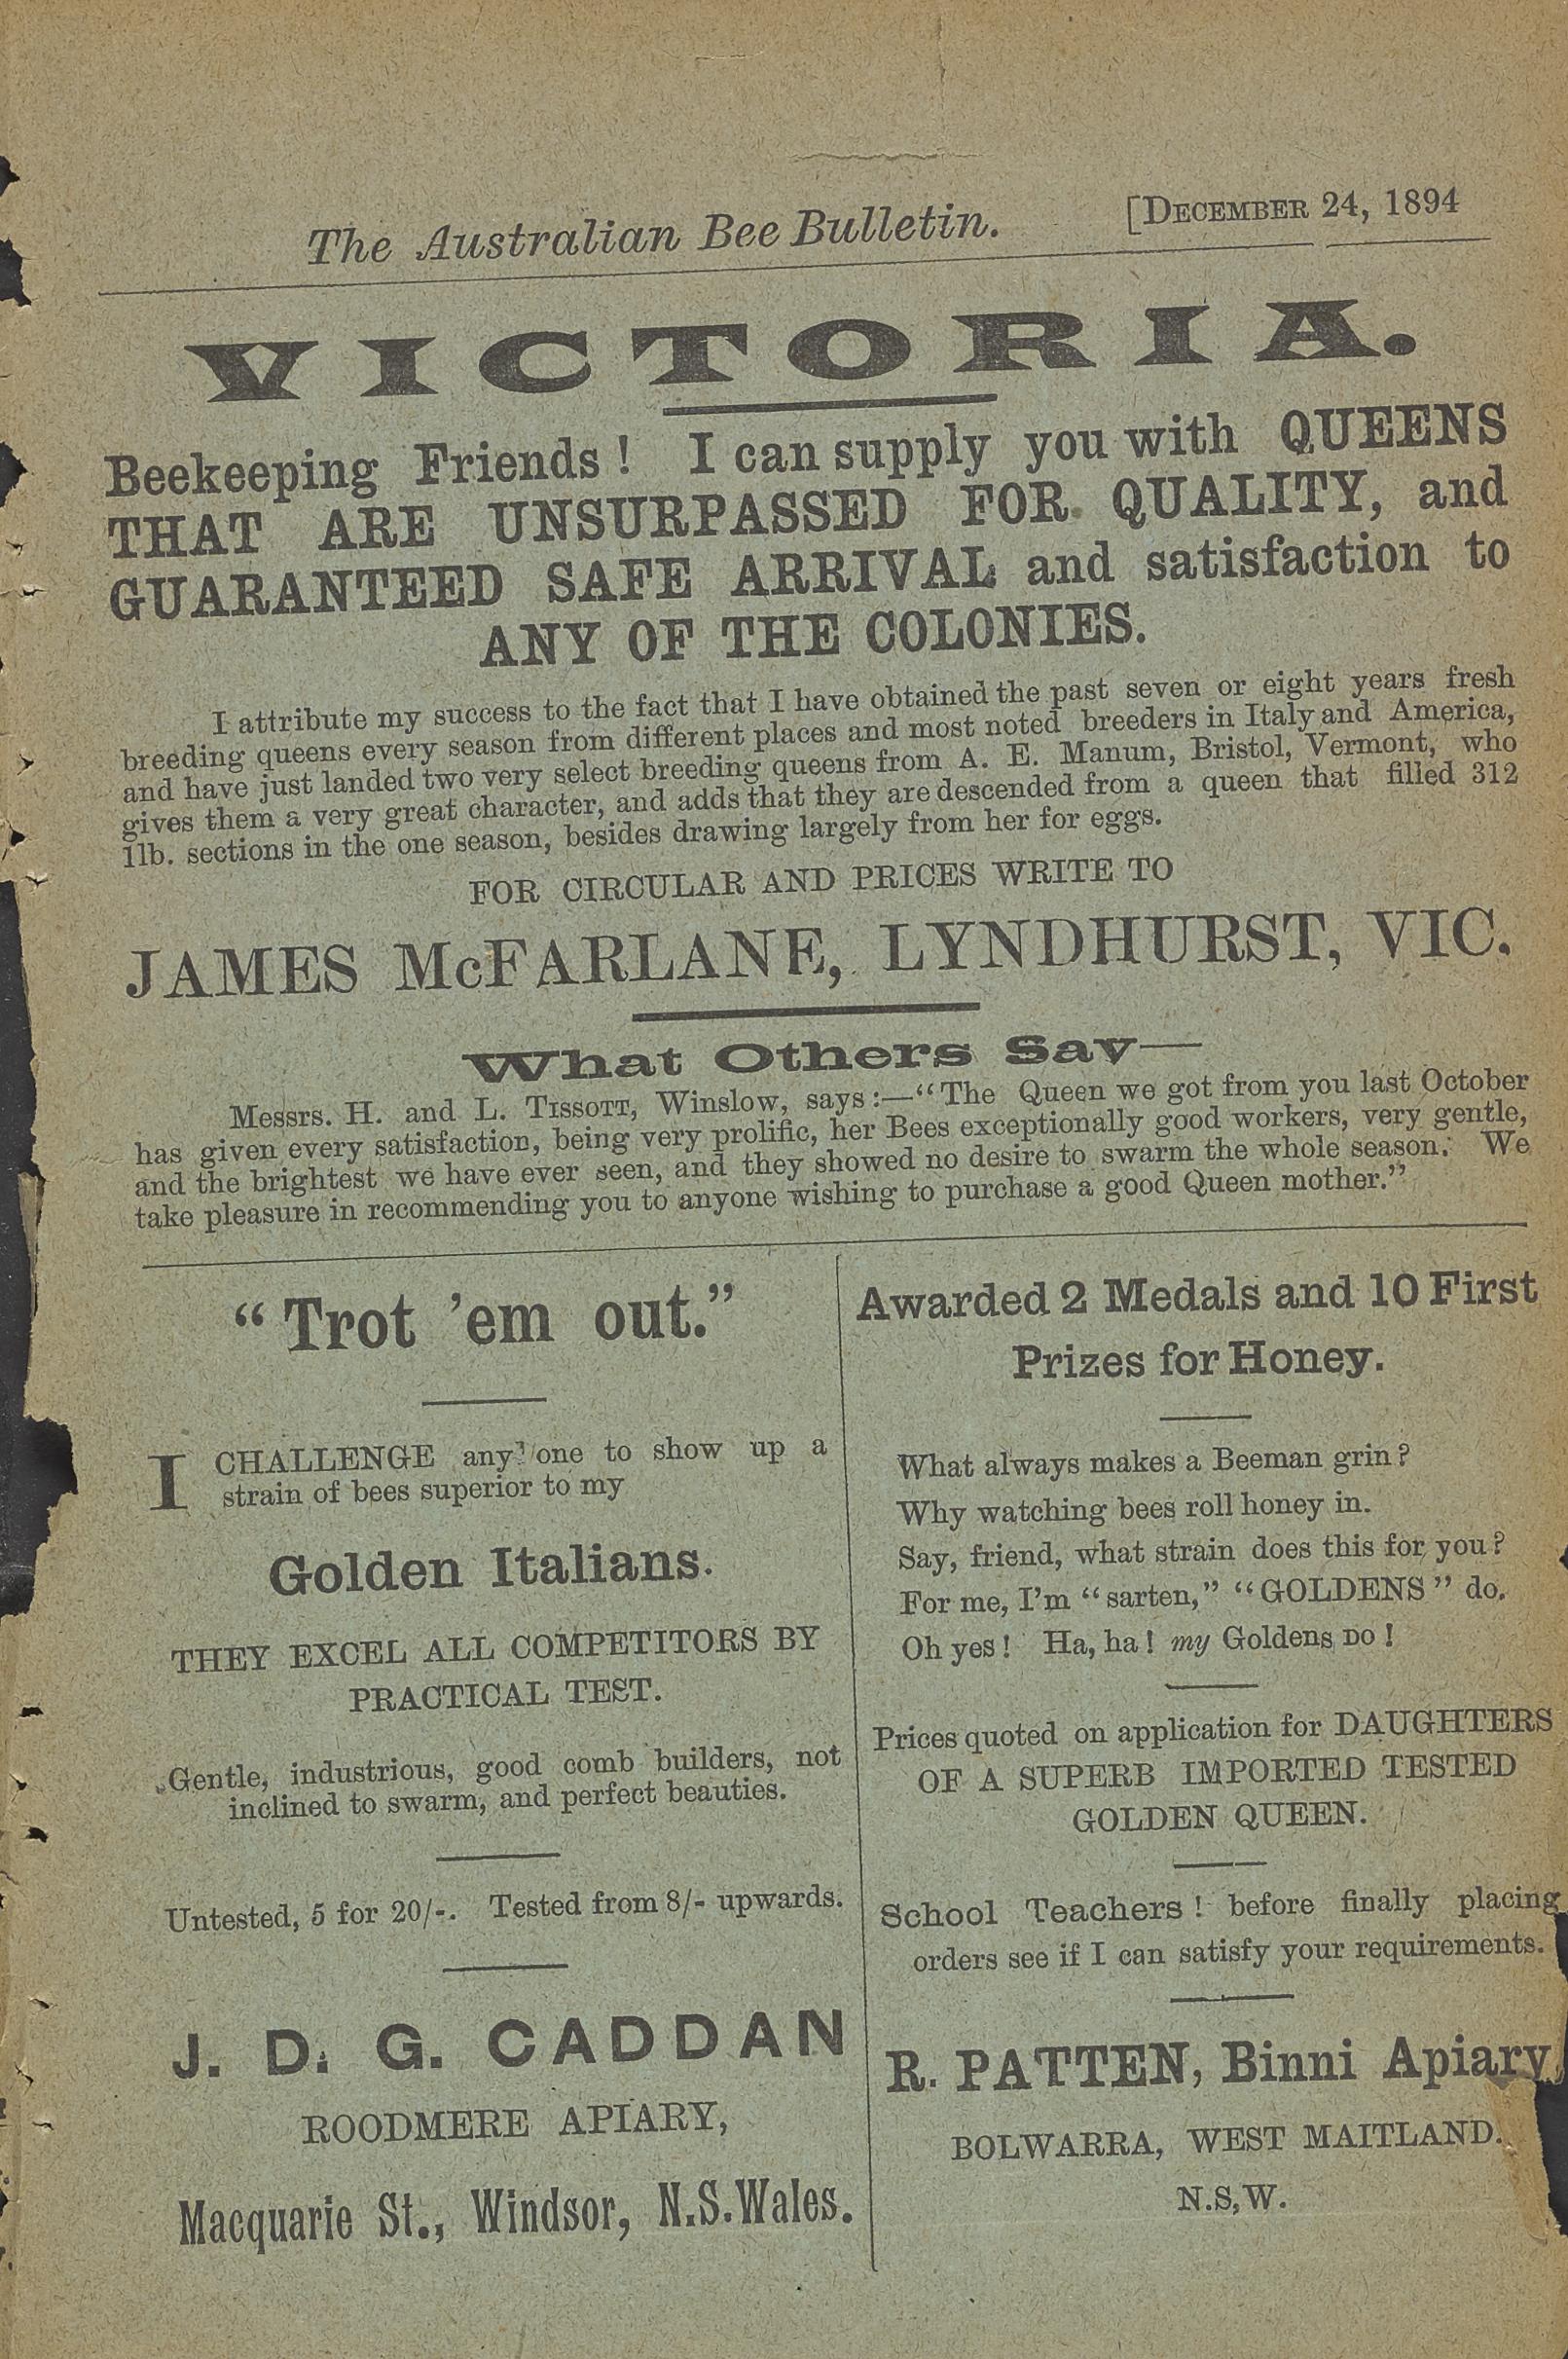 The Australian Bee Bulletin. [DECEMBER 24, 1894
VICTORIA.
Beekeeping Friends! I can supply you with QUEENS
THAT ARE UNSURPASSED FOR QUALITY, and
GUARANTEED SAFE ARRIVAL and satisfaction to
ANY OF THE COLONIES.
I attribute my success to the fact that I have obtained the past seven or eight years fresh
breeding queens every season from different places and most noted breeders in Italy and America,
and have just landed two very select breeding queens from A. E. Manum, Bristol, Vermont, who
gives them a very great character, and adds that they are descended from a queen that filled 312
1lb. sections in the one season, besides drawing largely from her for eggs.
FOR CIRCULAR AND PRICES WRITE TO
JAMES McFARLANE, LYNDHURST, VIC.
What Others Say—
Messrs. H. and L. TISSOTT, Winslow, says:—"The Queen we got from you last October
has given every satisfaction, being very prolific, her Bees exceptionally good workers, very gentle,
and the brightest we have ever seen, and they showed no desire to swarm the whole season. We
take pleasure in recommending you to anyone wishing to purchase a good Queen mother."
"Trot 'em out."
I CHALLENGE any one to show up a
strain of bees superior to my
Golden Italians.
THEY EXCEL ALL COMPETITORS BY
PRACTICAL TEST.
Gentle, industrious, good comb builders, not
inclined to swarm, and perfect beauties.
Untested, 5 for 20/-. Tested from 8/- upwards.
J. D. G. CADDAN
ROODMERE APIARY,
Macquarie St., Windsor, N.S.Wales.
Awarded 2 Medals and 10 First
Prizes for Honey.
What always makes a Beeman grin?
Why watching bees roll honey in.
Say, friend, what strain does this for you?
For me, I'm "sarten," "GOLDENS" do.
Oh yes! Ha, ha! my Goldens DO!
Prices quoted on application for DAUGHTERS
OF A SUPERB IMPORTED TESTED
GOLDEN QUEEN.
School Teachers! before finally placing
orders see if I can satisfy your requirements.
R. PATTEN, Binni Apiary,
BOLWARRA, WEST MAITLAND.
N.S,W.